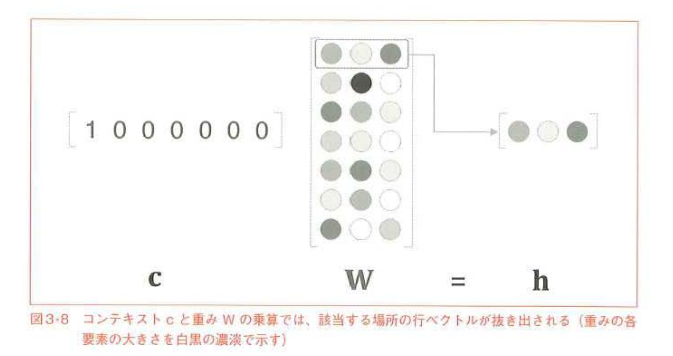 1 0 0 0 0 0 0
c W = h
図3-8 コンテキスト c と重み W の乗算では、該当する場所の行ベクトルが抜き出される（重みの各
要素の大きさを白黒の濃淡で示す）